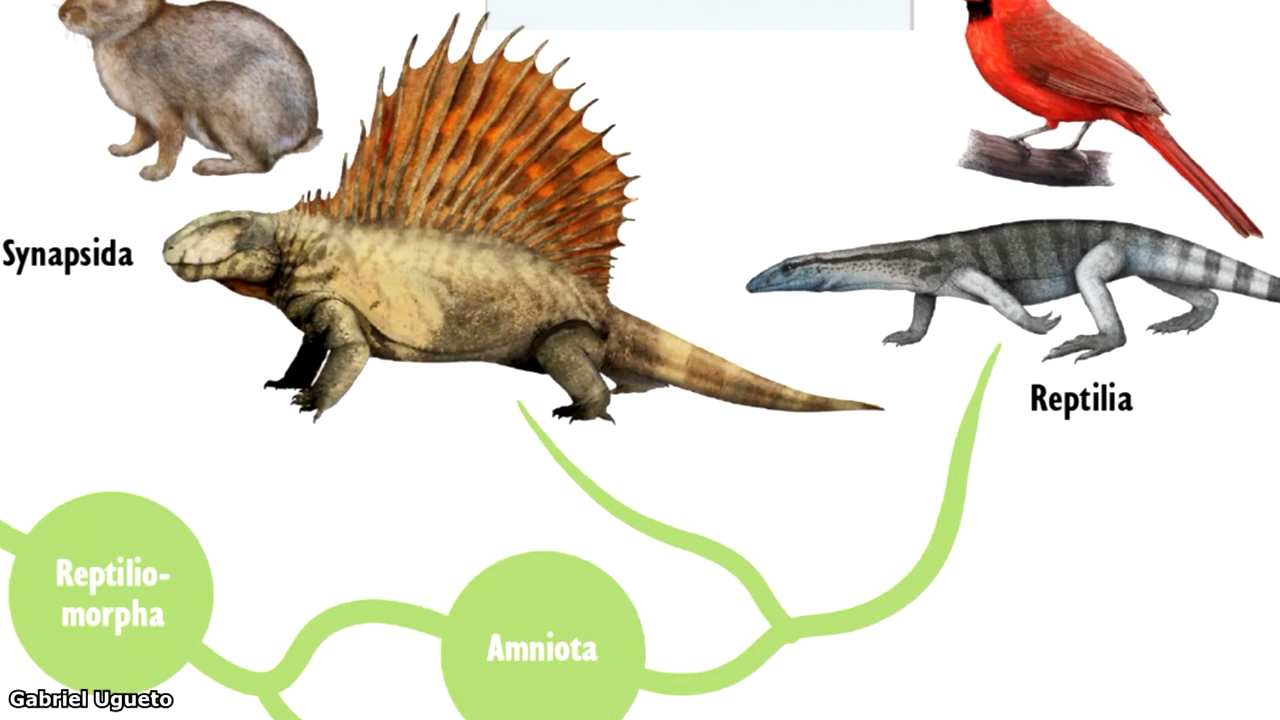 Synapsida
Reptilia
Reptilio-
morpha
Amniota
Gabriel Ugueto